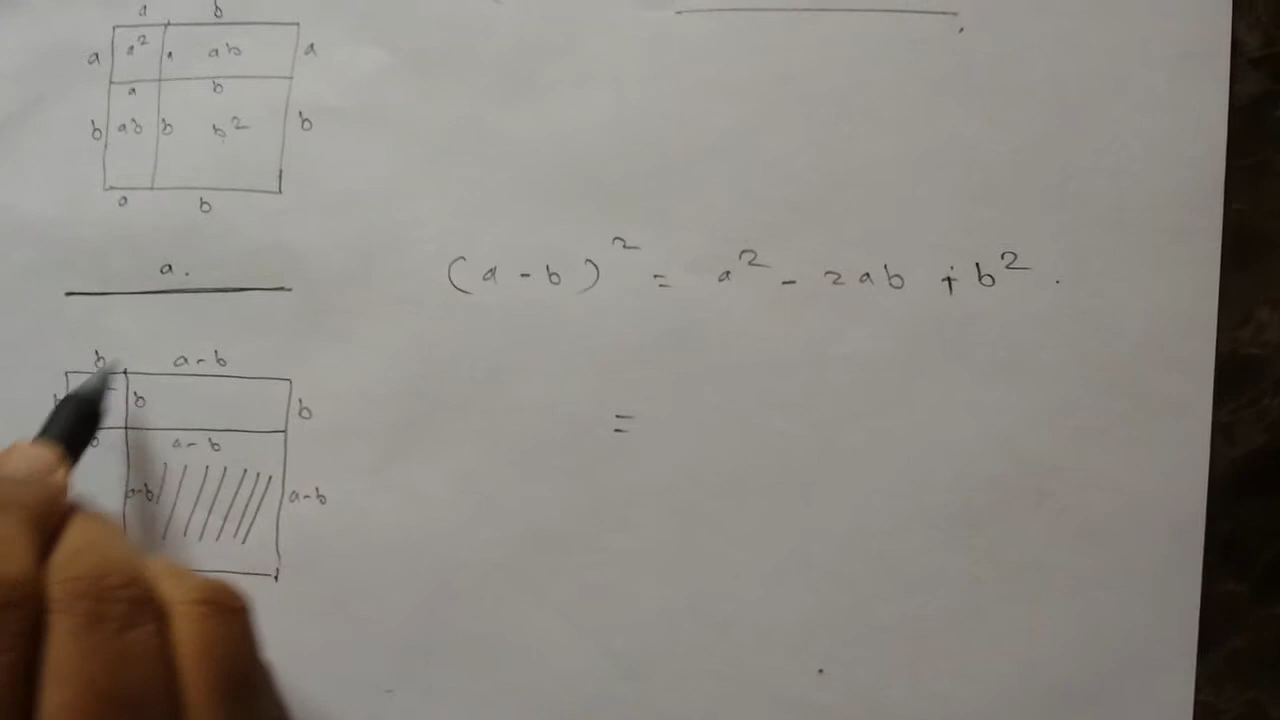 a b
a a² a ab a
a b
b ab b b² b
a b
a.
(a - b)² = a² - 2ab + b².
b a-b
b b b
b a-b
=
a-b a-b